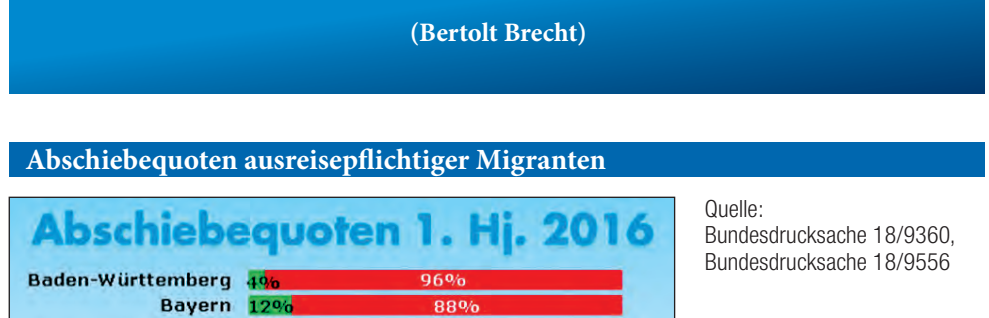 (Bertolt Brecht)
Abschiebequoten ausreisepflichtiger Migranten
Abschiebequoten 1. Hj. 2016
Quelle:
Bundesdrucksache 18/9360,
Bundesdrucksache 18/9556
Baden-Württemberg 4% 96%
Bayern 12% 88%